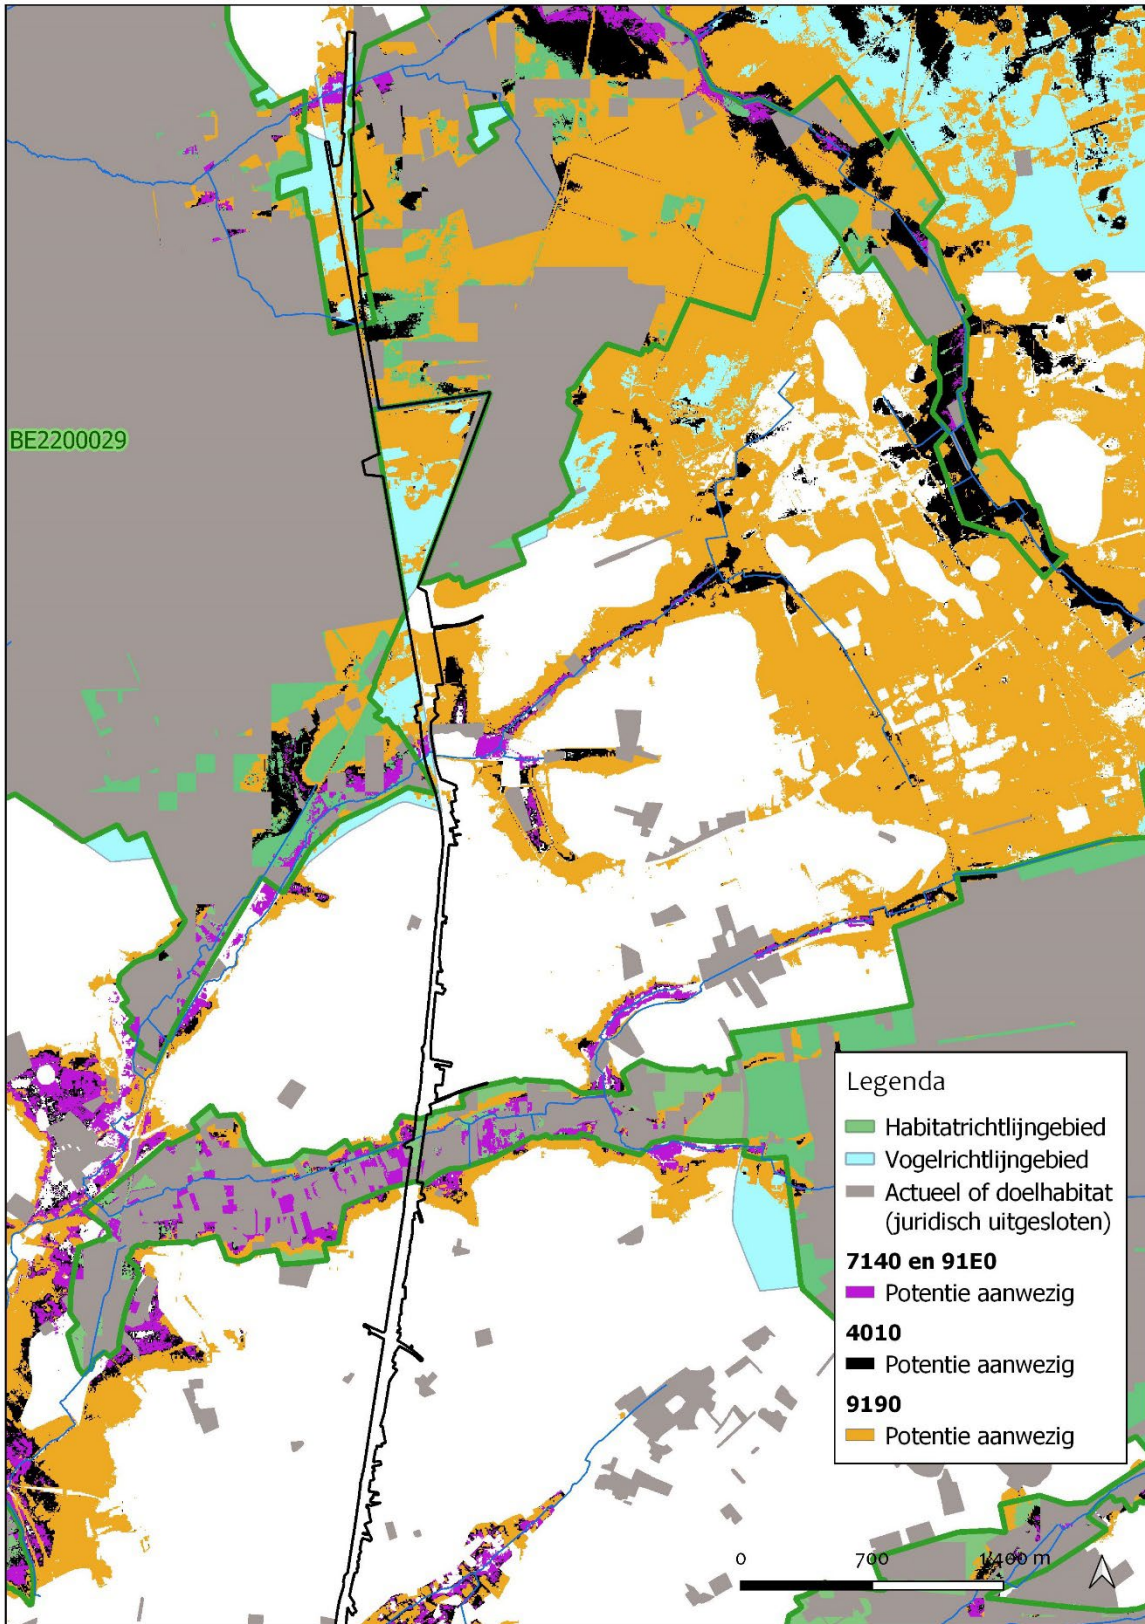 BE2200029
Legenda
Habitatrichtlijngebied
Vogelrichtlijngebied
Actueel of doelhabitat
(juridisch uitgesloten)
7140 en 91E0
Potentie aanwezig
4010
Potentie aanwezig
9190
Potentie aanwezig
0 700 1400 m